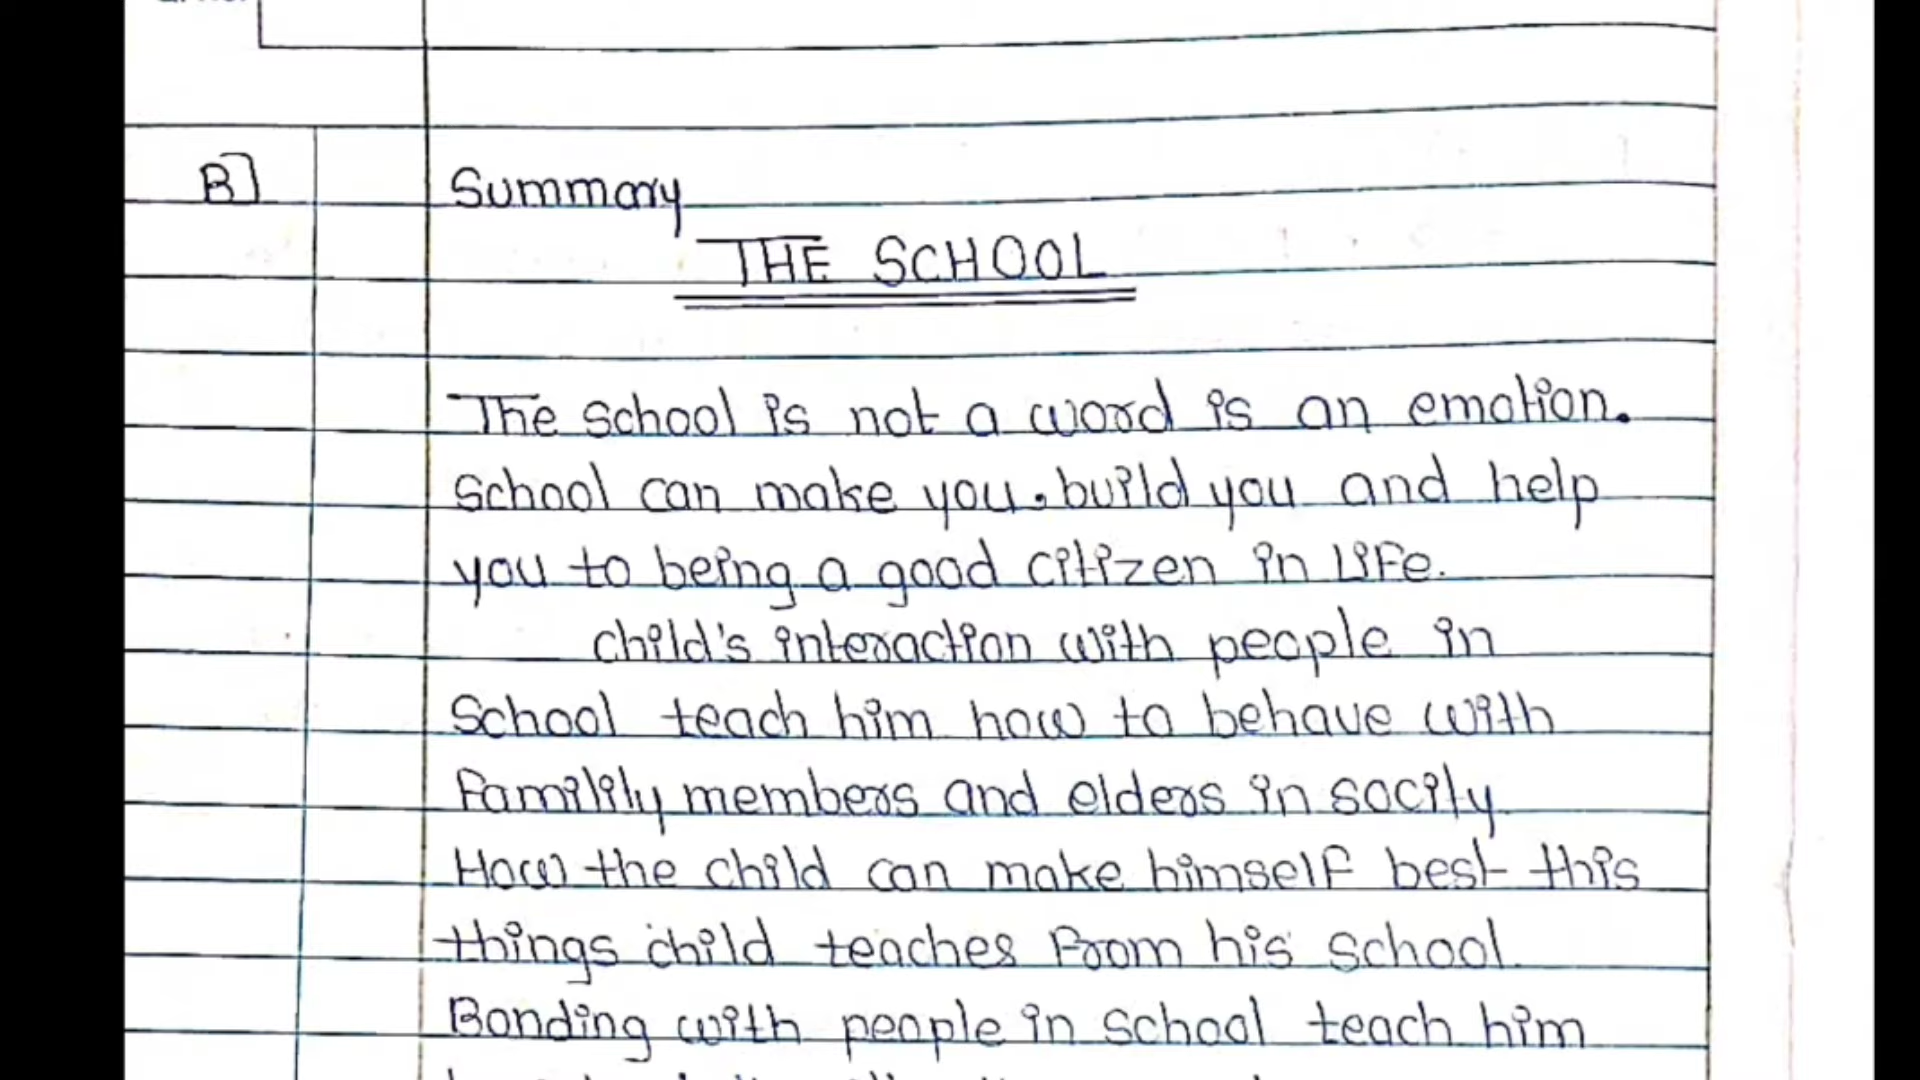 B]
Summary
THE SCHOOL
The school is not a word is an emotion.
School can make you. build you and help
you to being a good citizen in life.
child's interaction with people in
School teach him how to behave with
Familily members and elders in socity
How the child can make himself best this
things child teaches from his school.
Bonding with people in school teach him